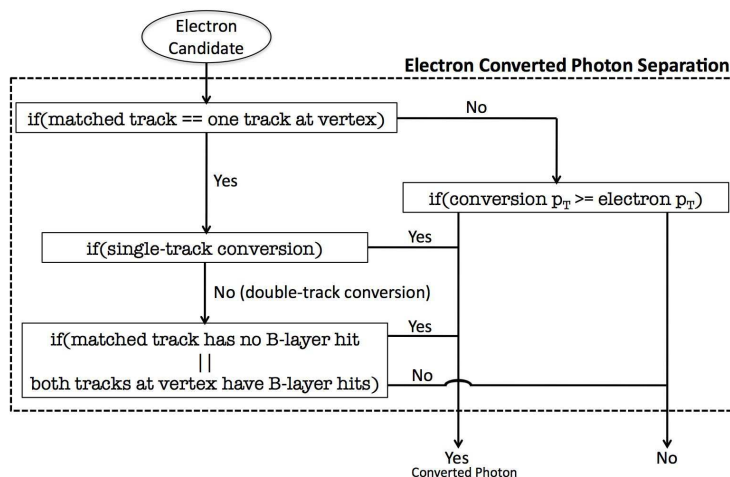 Electron
Candidate
Electron Converted Photon Separation
if(matched track == one track at vertex)
No
Yes
if(conversion pT >= electron pT)
if(single-track conversion)
Yes
No (double-track conversion)
if(matched track has no B-layer hit
||
both tracks at vertex have B-layer hits)
Yes
No
Yes
Converted Photon
No